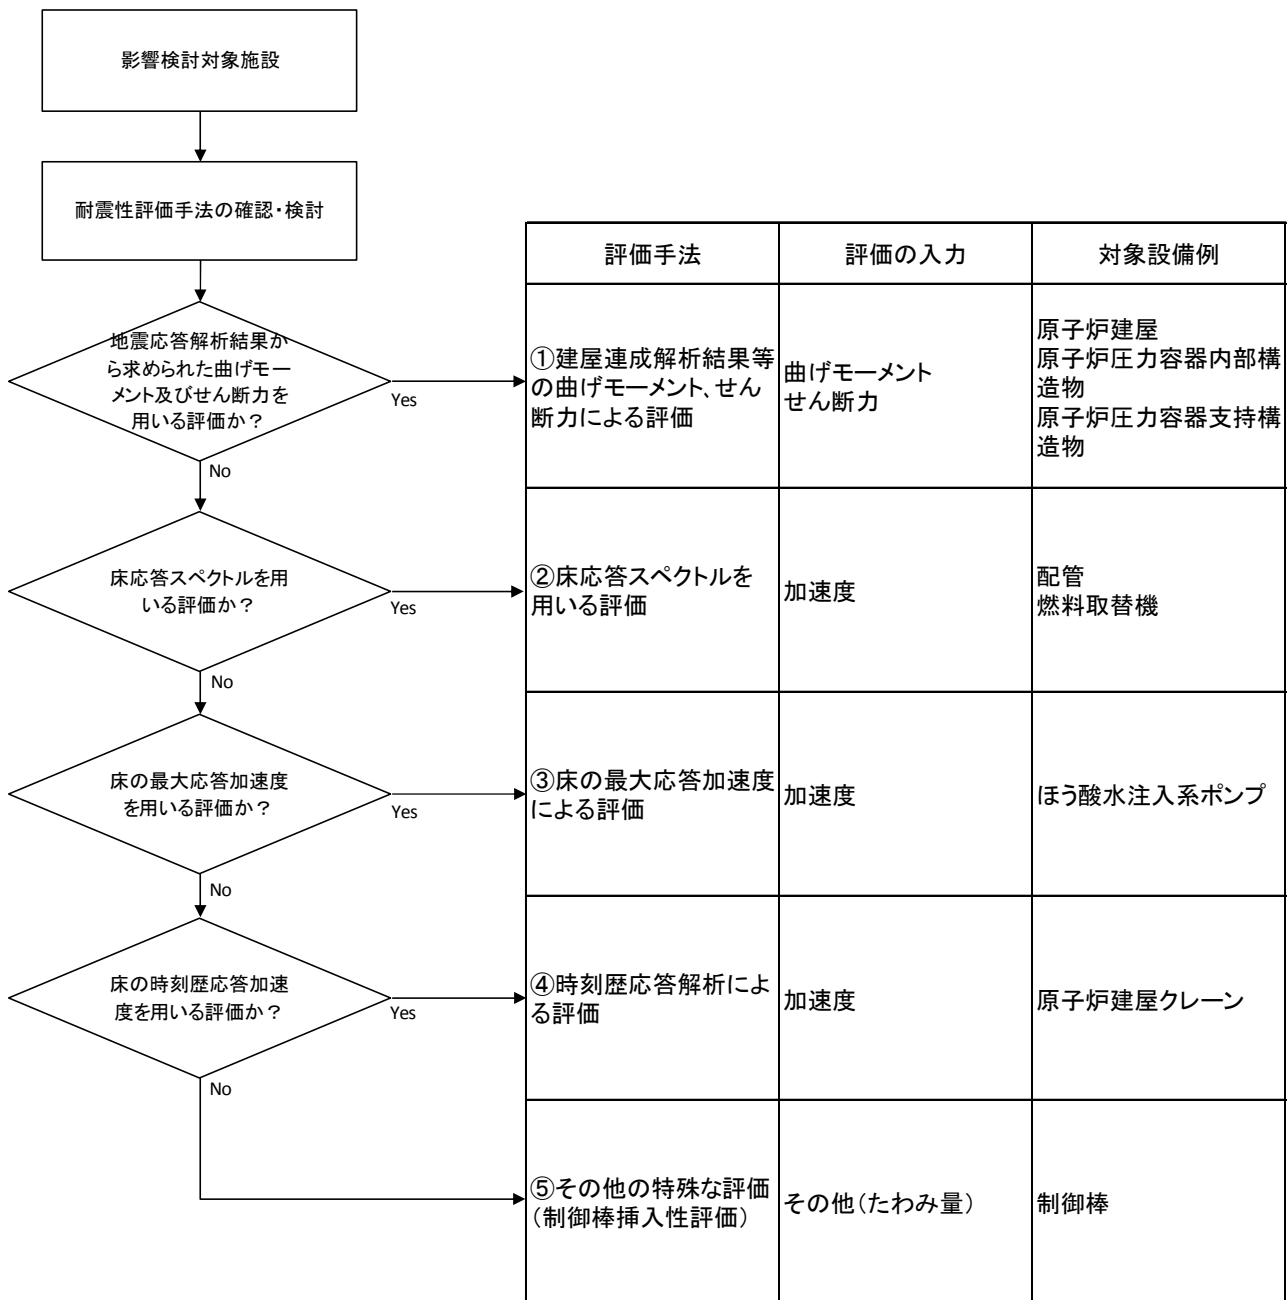 影響検討対象施設
耐震性評価手法の確認・検討
評価手法
評価の入力
対象設備例
地震応答解析結果か
ら求められた曲げモー
メント及びせん断力を
用いる評価か？
Yes
No
①建屋連成解析結果等
の曲げモーメント、せん
断力による評価
曲げモーメント
せん断力
原子炉建屋
原子炉圧力容器内部構
造物
原子炉圧力容器支持構
造物
床応答スペクトルを用
いる評価か？
Yes
No
②床応答スペクトルを
用いる評価
加速度
配管
燃料取替機
床の最大応答加速度
を用いる評価か？
Yes
No
③床の最大応答加速度
による評価
加速度
ほう酸水注入系ポンプ
床の時刻歴応答加速
度を用いる評価か？
Yes
No
④時刻歴応答解析によ
る評価
加速度
原子炉建屋クレーン
⑤その他の特殊な評価
（制御棒挿入性評価）
その他（たわみ量）
制御棒